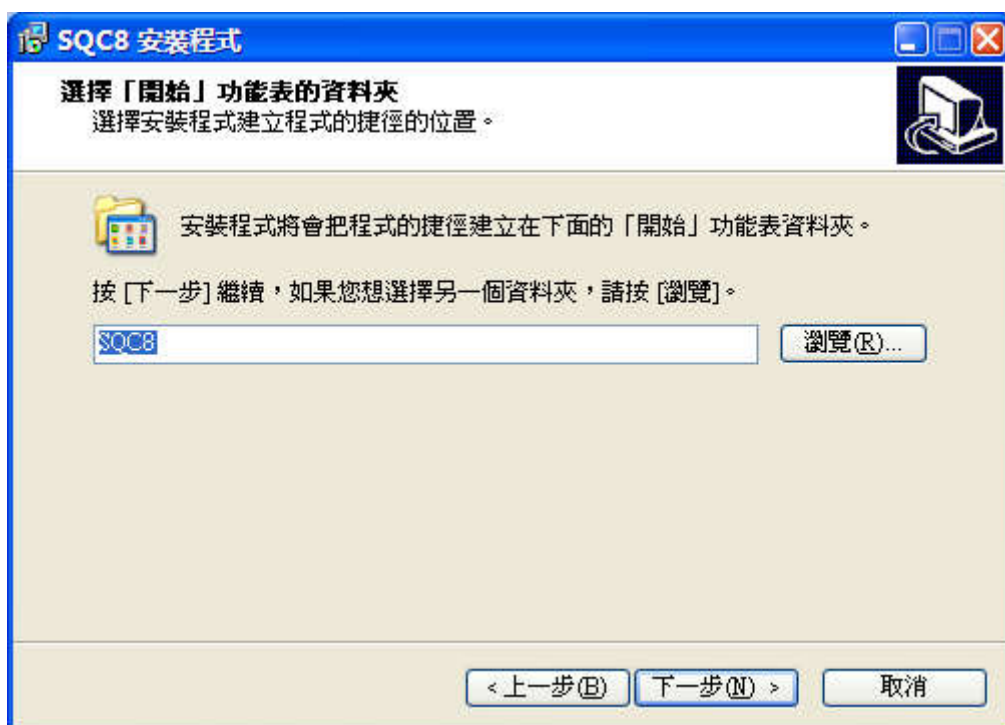 SQC8 安裝程式
選擇「開始」功能表的資料夾
選擇安裝程式建立程式的捷徑的位置。
安裝程式將會把程式的捷徑建立在下面的「開始」功能表資料夾。
按 [下一步] 繼續，如果您想選擇另一個資料夾，請按 [瀏覽]。
SQC8
瀏覽(R)...
< 上一步(B)
下一步(N) >
取消